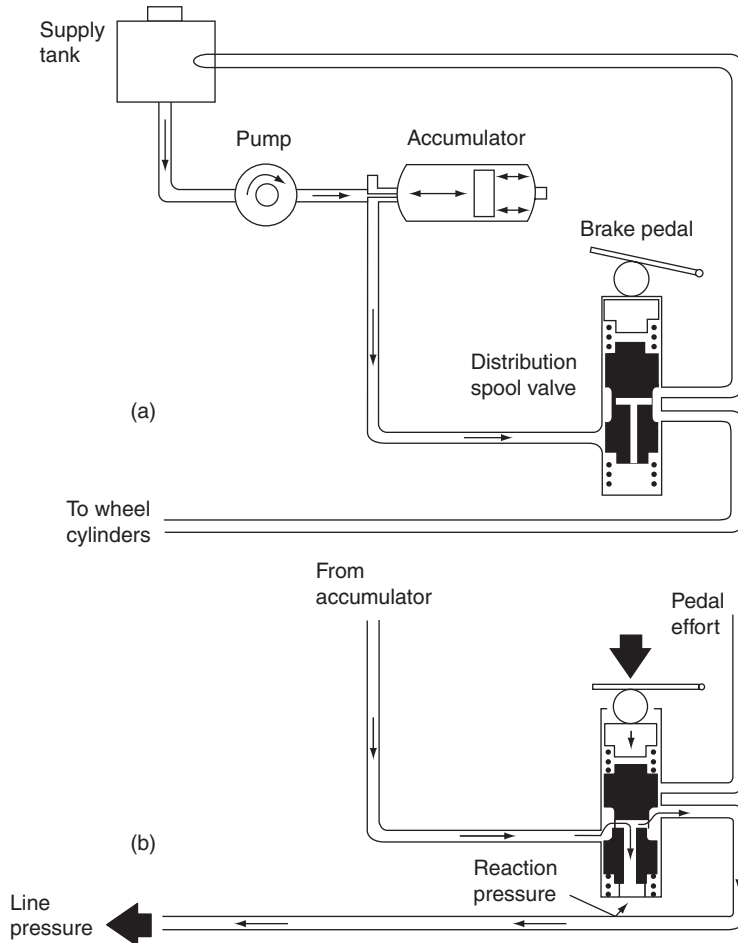 Supply
tank
Pump
Accumulator
Brake pedal
Distribution
spool valve
(a)
To wheel
cylinders
From
accumulator
Pedal
effort
(b)
Reaction
pressure
Line
pressure